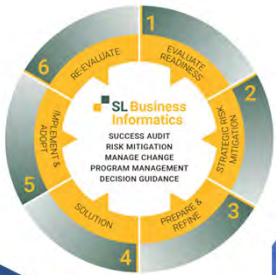 1
EVALUATE
READINESS
2
STRATEGIC RISK
MITIGATION
3
PREPARE &
REFINE
4
SOLUTION
5
IMPLEMENT &
ADOPT
6
RE-EVALUATE
SL Business
Informatics
SUCCESS AUDIT
RISK MITIGATION
MANAGE CHANGE
PROGRAM MANAGEMENT
DECISION GUIDANCE